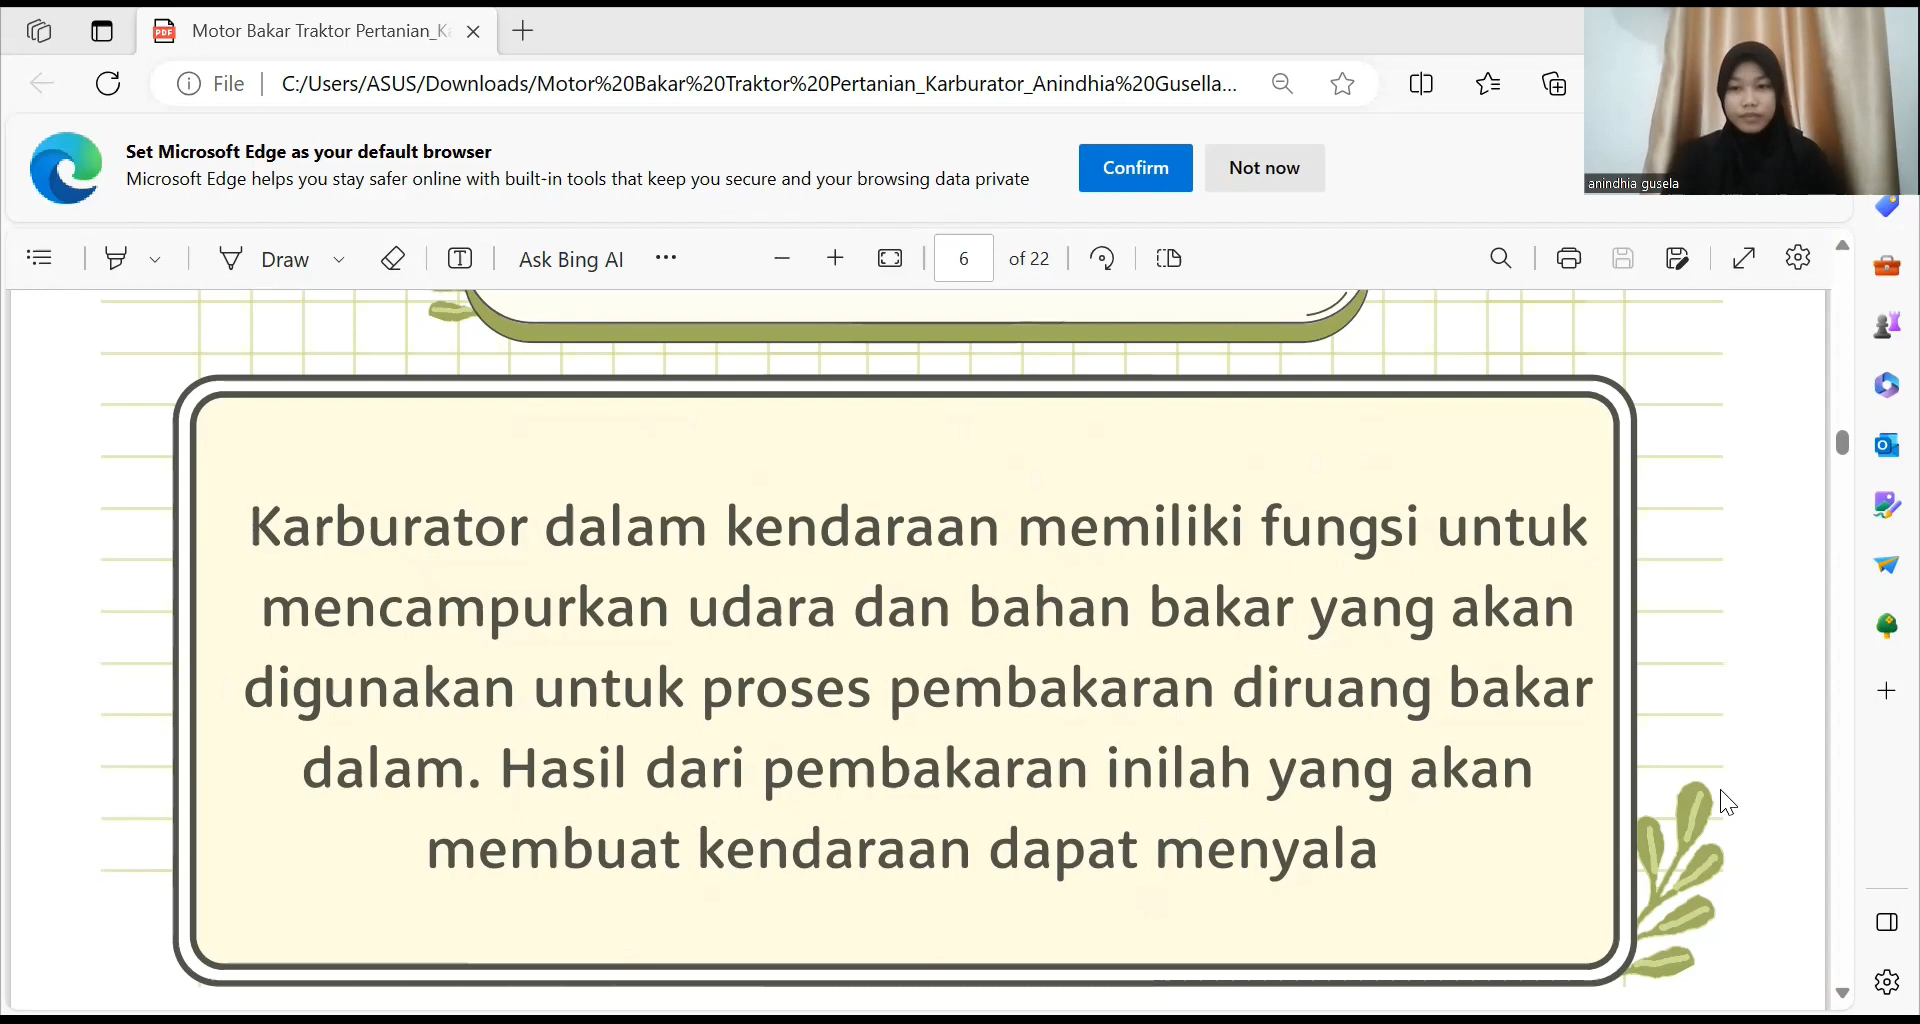 Motor Bakar Traktor Pertanian_Ka
File
C:/Users/ASUS/Downloads/Motor%20Bakar%20Traktor%20Pertanian_Karburator_Anindhia%20Gusella...
anindhia gusela
Set Microsoft Edge as your default browser
Microsoft Edge helps you stay safer online with built-in tools that keep you secure and your browsing data private
Confirm
Not now
Draw
Ask Bing AI
6
of 22
Karburator dalam kendaraan memiliki fungsi untuk
mencampurkan udara dan bahan bakar yang akan
digunakan untuk proses pembakaran diruang bakar
dalam. Hasil dari pembakaran inilah yang akan
membuat kendaraan dapat menyala